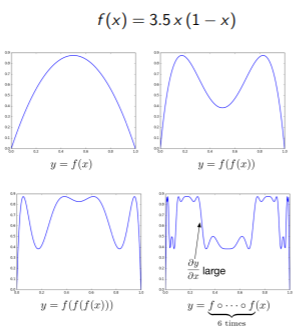 f(x) = 3.5 x (1 − x)
y = f(x)
y = f(f(x))
y = f(f(f(x)))
∂y/∂x large
y = f ∘ ⋯ ∘ f(x)
6 times